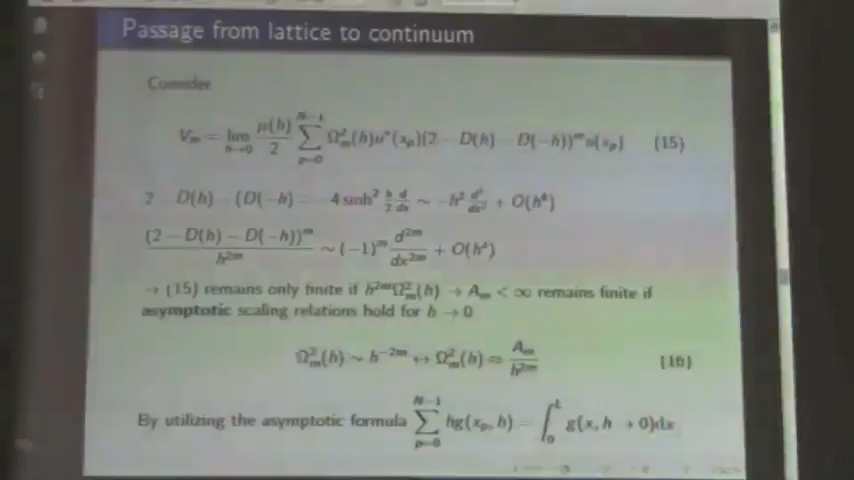 Passage from lattice to continuum
Consider
V_m = lim_{h→0} μ(h)/2 ∑_{p=0}^{N−1} Ω²_m(h)u*(x_p)(2 − D(h) − D(−h))^m u(x_p) (15)
2 − D(h) − (D(−h) = −4 sinh² h/2 d/dx ~ −h² d²/dx² + O(h⁴)
(2 − D(h) − D(−h))^m / h^{2m} ~ (−1)^m d^{2m}/dx^{2m} + O(h²)
→ (15) remains only finite if h^{2m}Ω²_m(h) → A_m < ∞ remains finite if
asymptotic scaling relations hold for h → 0
Ω²_m(h) ~ h^{−2m} ↔ Ω²_m(h) ≈ A_m/h^{2m} (16)
By utilizing the asymptotic formula ∑_{p=0}^{N−1} hg(x_p, h) = ∫_0^L g(x, h → 0)dx